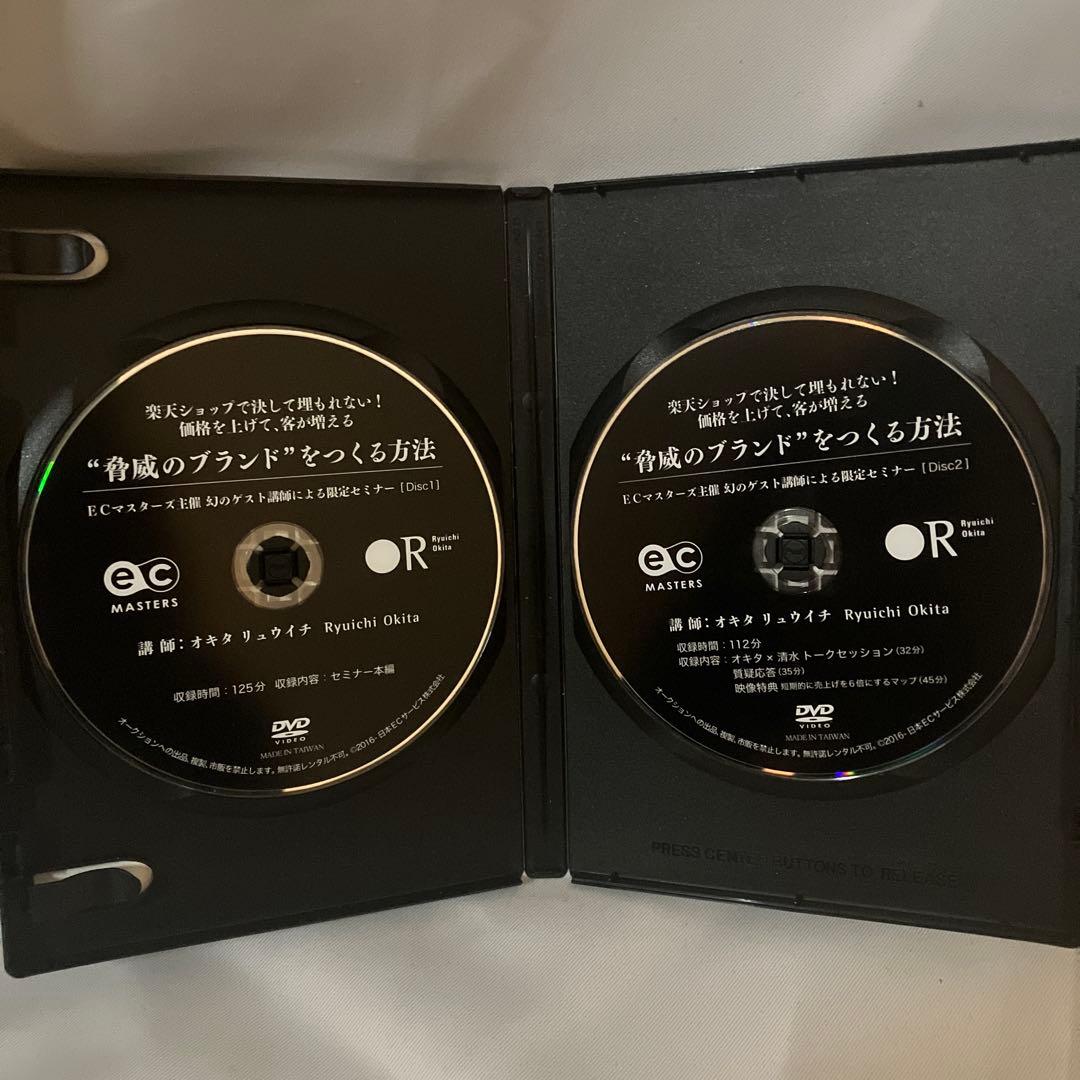 楽天ショップで決して埋もれない！
価格を上げて、客が増える
“脅威のブランド”をつくる方法
ECマスターズ主催 幻のゲスト講師による限定セミナー [Disc1]
ec
MASTERS
OR
Ryuichi
Okita
講 師：オキタ リュウイチ Ryuichi Okita
収録時間：125分 収録内容：セミナー本編
DVD
VIDEO
MADE IN TAIWAN
オークションへの出品、複製、市販を禁止します。無許諾レンタル不可。©2016- 日本ECサービス株式会社
楽天ショップで決して埋もれない！
価格を上げて、客が増える
“脅威のブランド”をつくる方法
ECマスターズ主催 幻のゲスト講師による限定セミナー [Disc2]
ec
MASTERS
OR
Ryuichi
Okita
講 師：オキタ リュウイチ Ryuichi Okita
収録時間：112分
収録内容：オキタ × 清水 トークセッション(32分)
質疑応答(35分)
映像特典 短期的に売上げを6倍にするマップ(45分)
DVD
VIDEO
MADE IN TAIWAN
オークションへの出品、複製、市販を禁止します。無許諾レンタル不可。©2016- 日本ECサービス株式会社
PRESS CENTER BUTTONS TO RELEASE